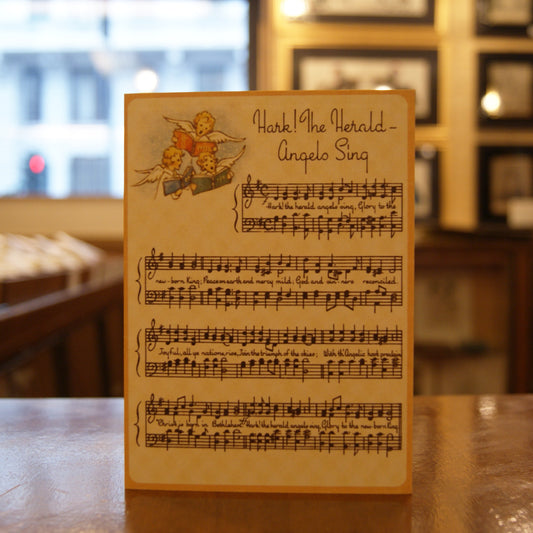 Hark! The Herald-
Angels Sing
Hark! the herald angels sing, Glory to the
new-born King; Peace on earth and mercy mild; God and sin-ners reconciled.
Joyful, all ye nations, rise, Join the triumph of the skies; With th' Angelic host proclaim
Christ is born in Bethlehem. Hark! the herald angels sing, Glory to the new-born King.